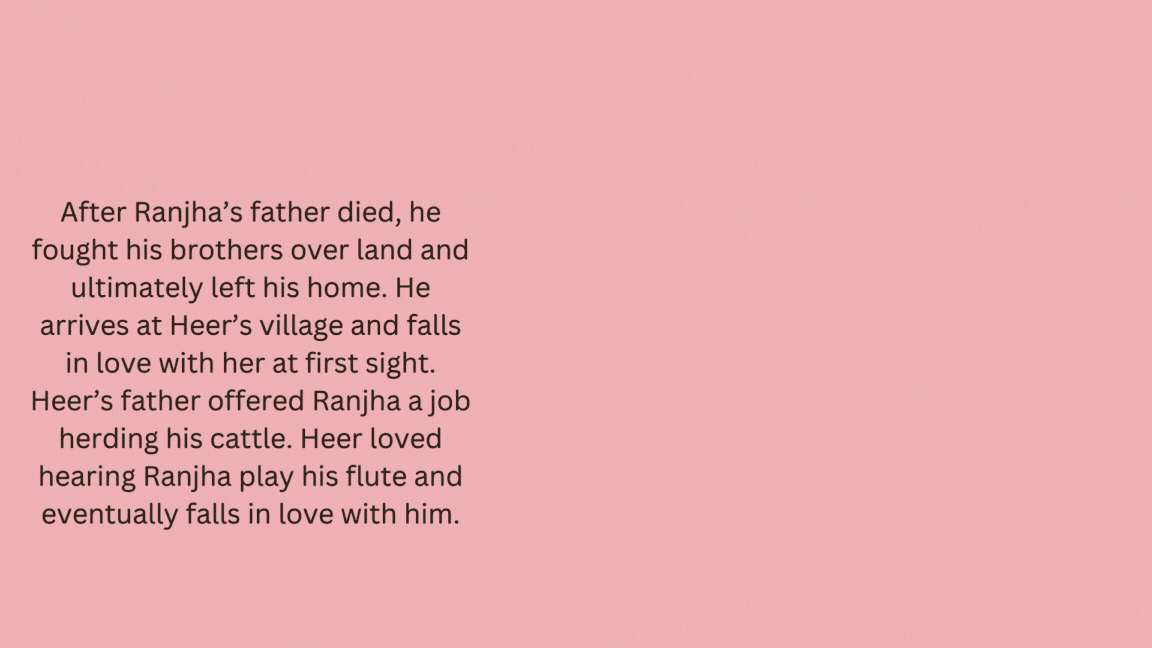 After Ranjha’s father died, he
fought his brothers over land and
ultimately left his home. He
arrives at Heer’s village and falls
in love with her at first sight.
Heer’s father offered Ranjha a job
herding his cattle. Heer loved
hearing Ranjha play his flute and
eventually falls in love with him.